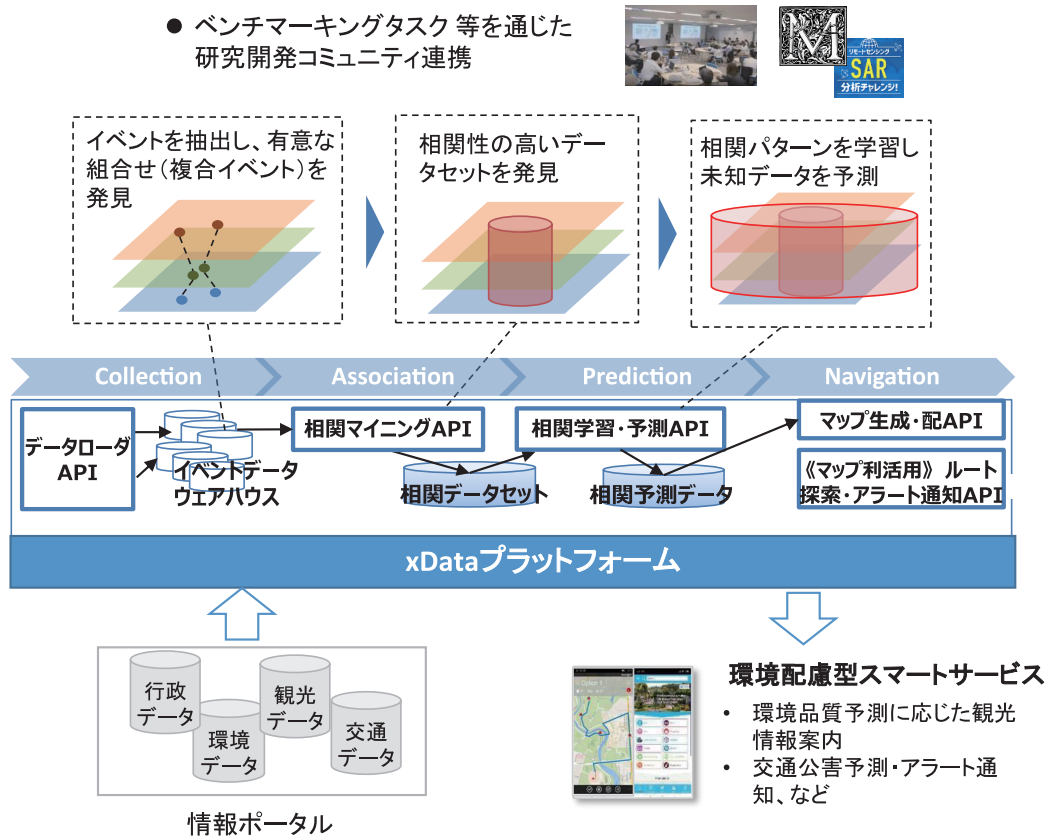 ● ベンチマーキングタスク 等を通じた
研究開発コミュニティ連携
M
リモートセンシング
SAR
分析チャレンジ!
イベントを抽出し、有意な
組合せ(複合イベント)を
発見
相関性の高いデー
タセットを発見
相関パターンを学習し
未知データを予測
Collection
Association
Prediction
Navigation
データローダ
API
イベントデータ
ウェアハウス
相関マイニングAPI
相関データセット
相関学習・予測API
相関予測データ
マップ生成・配API
《マップ利活用》 ルート
探索・アラート通知API
xDataプラットフォーム
行政
データ
環境
データ
観光
データ
交通
データ
情報ポータル
環境配慮型スマートサービス
• 環境品質予測に応じた観光
情報案内
• 交通公害予測・アラート通
知、など